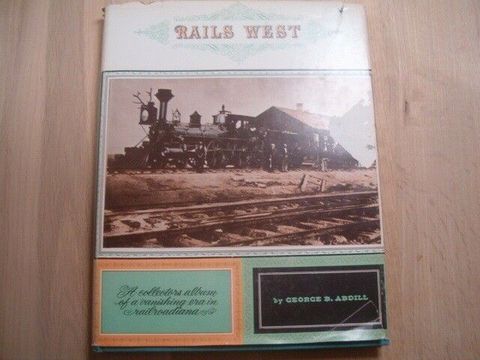 RAILS WEST
A collectors album
of a vanishing era in
railroadiana
by GEORGE B. ABDILL